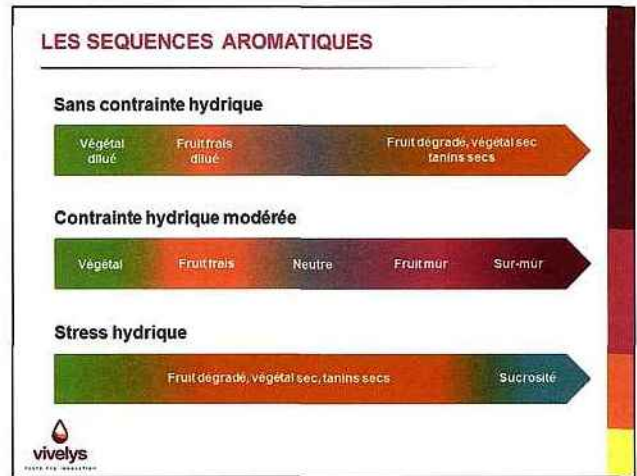 LES SEQUENCES AROMATIQUES
Sans contrainte hydrique
Végétal dilué
Fruit frais dilué
Fruit dégradé, végétal sec
tanins secs
Contrainte hydrique modérée
Végétal
Fruit frais
Neutre
Fruit mûr
Sur-mûr
Stress hydrique
Fruit dégradé, végétal sec, tanins secs
Sucrosité
vivelys